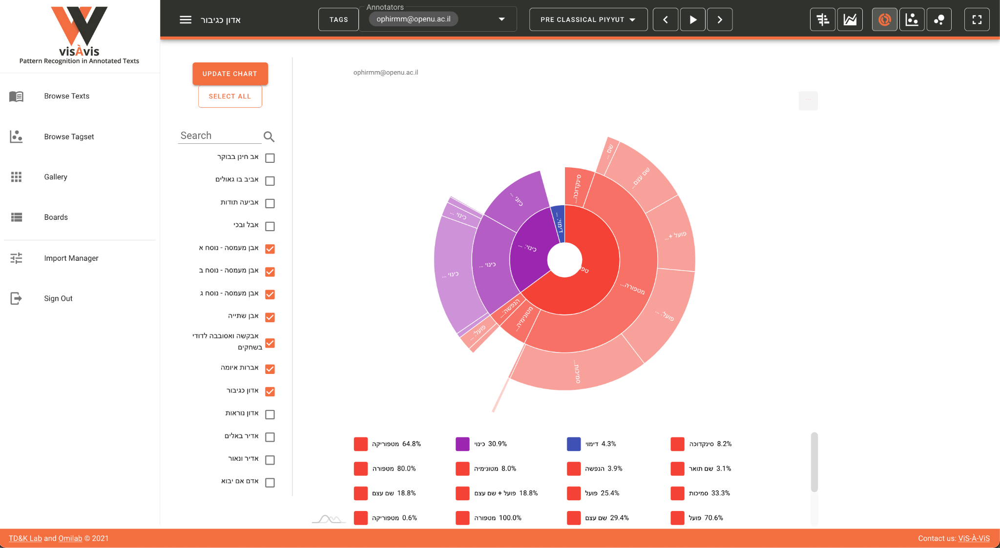 visÀvis
Pattern Recognition in Annotated Texts
אדון כגיבור
TAGS
Annotators
ophirmm@openu.ac.il
PRE CLASSICAL PIYYUT
Browse Texts
Browse Tagset
Gallery
Boards
Import Manager
Sign Out
UPDATE CHART
SELECT ALL
Search
אב חינן בבוקר
אביב בו גאולים
אביעה תודות
אבל ובכי
אבן מעמסה - נוסח א
אבן מעמסה - נוסח ב
אבן מעמסה - נוסח ג
אבן שתייה
אבקשה ואסובבה לדודי
בשחקים
אברות איומה
אדון כגיבור
אדון נוראות
אדיר באלים
אדיר ונאור
אדם אם יבוא
ophirmm@openu.ac.il
...
שם ...
שם עצם...
סינקדוכה...
פועל +...
מטפורה...
פועל: ...
סמיכות...
מטונימיה...
הנפשה:...
פועל: ...
כינוי ...
כינוי ...
כינוי ...
כינוי: ...
דימוי: ...
64.8% מטפוריקה
30.9% כינוי
4.3% דימוי
8.2% סינקדוכה
80.0% מטפורה
8.0% מטונימיה
3.9% הנפשה
3.1% שם תואר
18.8% שם עצם
18.8% פועל + שם עצם
25.4% פועל
33.3% סמיכות
0.6% מטפוריקה
100.0% מטפורה
29.4% שם עצם
70.6% פועל
TD&K Lab and Omilab © 2021
Contact us: ViS-À-ViS